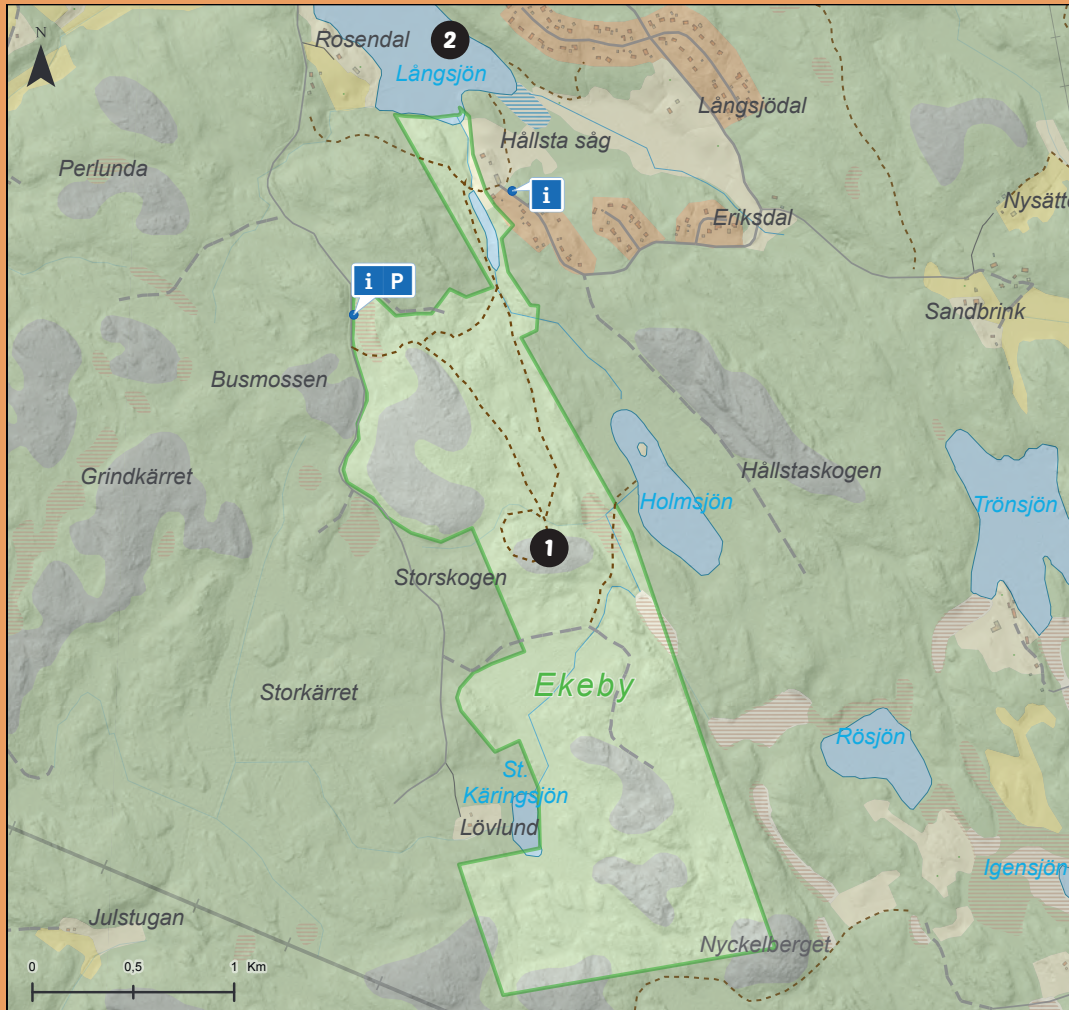 N
Rosendal
2
Långsjön
Långsjödal
Hållsta såg
Perlunda
i
Nysätt
Eriksdal
i P
Sandbrink
Busmossen
Grindkärret
Hållstaskogen
Holmsjön
Trönsjön
1
Storskogen
Ekeby
Storkärret
Rösjön
St.
Käringsjön
Lövlund
Igensjön
Julstugan
Nyckelberget
0 0,5 1 Km